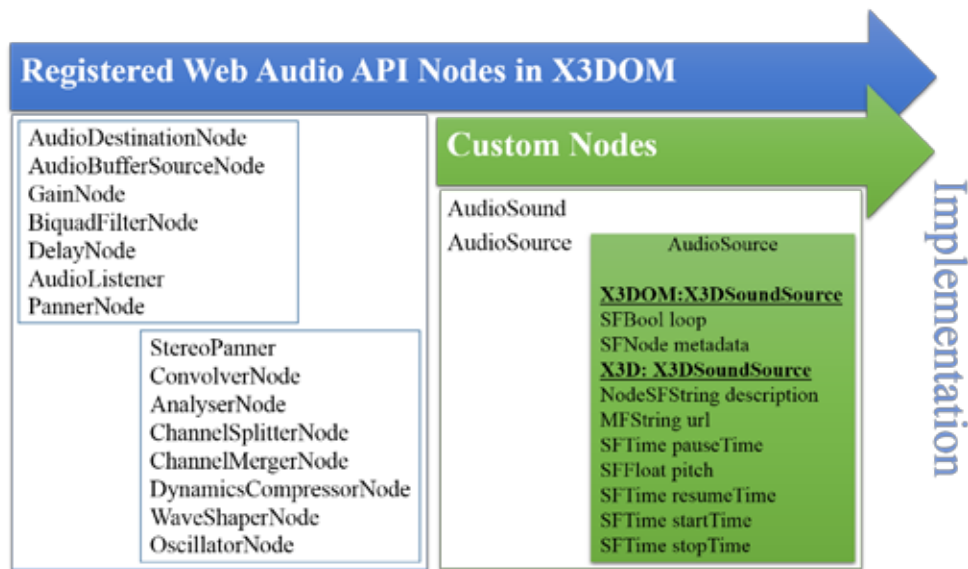 Registered Web Audio API Nodes in X3DOM
AudioDestinationNode
AudioBufferSourceNode
GainNode
BiquadFilterNode
DelayNode
AudioListener
PannerNode
StereoPanner
ConvolverNode
AnalyserNode
ChannelSplitterNode
ChannelMergerNode
DynamicsCompressorNode
WaveShaperNode
OscillatorNode
Custom Nodes
AudioSound
AudioSource
AudioSource
X3DOM:X3DSoundSource
SFBool loop
SFNode metadata
X3D: X3DSoundSource
NodeSFString description
MFString url
SFTime pauseTime
SFFloat pitch
SFTime resumeTime
SFTime startTime
SFTime stopTime
Implementation